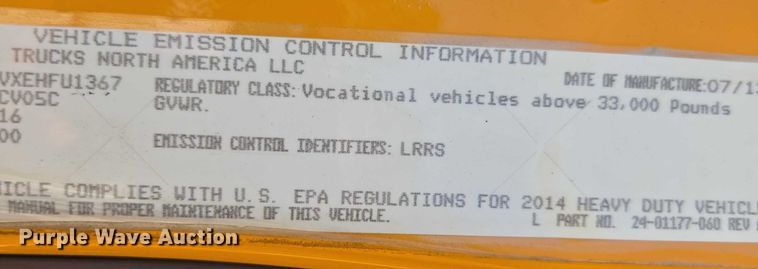 VEHICLE EMISSION CONTROL INFORMATION
TRUCKS NORTH AMERICA LLC
DATE OF MANUFACTURE:07/1
VXEHFU1367 REGULATORY CLASS:Vocational vehicles above 33,000 Pounds
CV05C GVWR.
16
00 EMISSION CONTROL IDENTIFIERS: LRRS
ICLE COMPLIES WITH U.S. EPA REGULATIONS FOR 2014 HEAVY DUTY VEHICL
MANUAL FOR PROPER MAINTENANCE OF THIS VEHICLE. L PART NO. 24-01177-060 REV
Purple Wave Auction